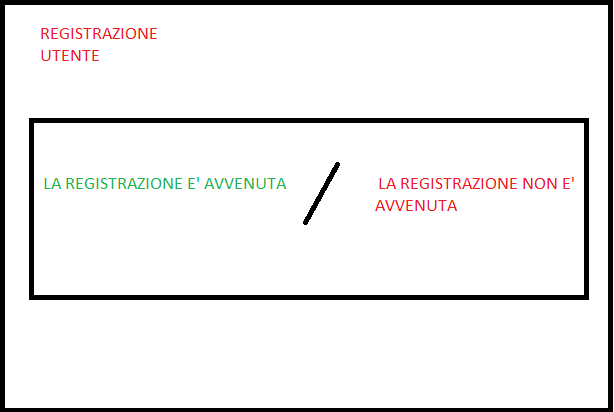 REGISTRAZIONE
UTENTE
LA REGISTRAZIONE E' AVVENUTA / LA REGISTRAZIONE NON E'
AVVENUTA